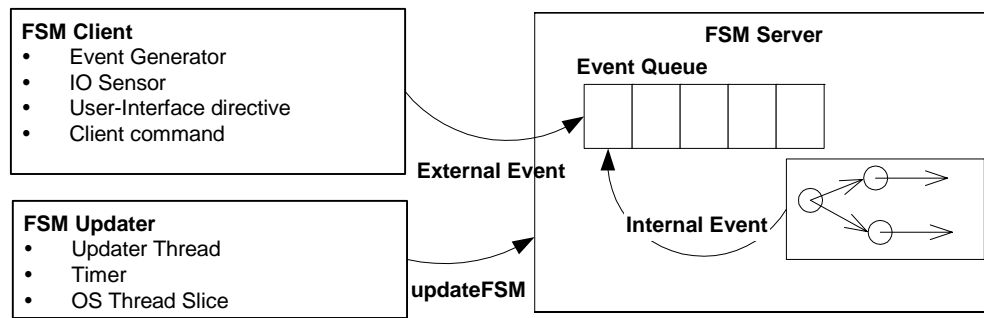 FSM Client
• Event Generator
• IO Sensor
• User-Interface directive
• Client command
FSM Server
Event Queue
External Event
Internal Event
FSM Updater
• Updater Thread
• Timer
• OS Thread Slice
updateFSM